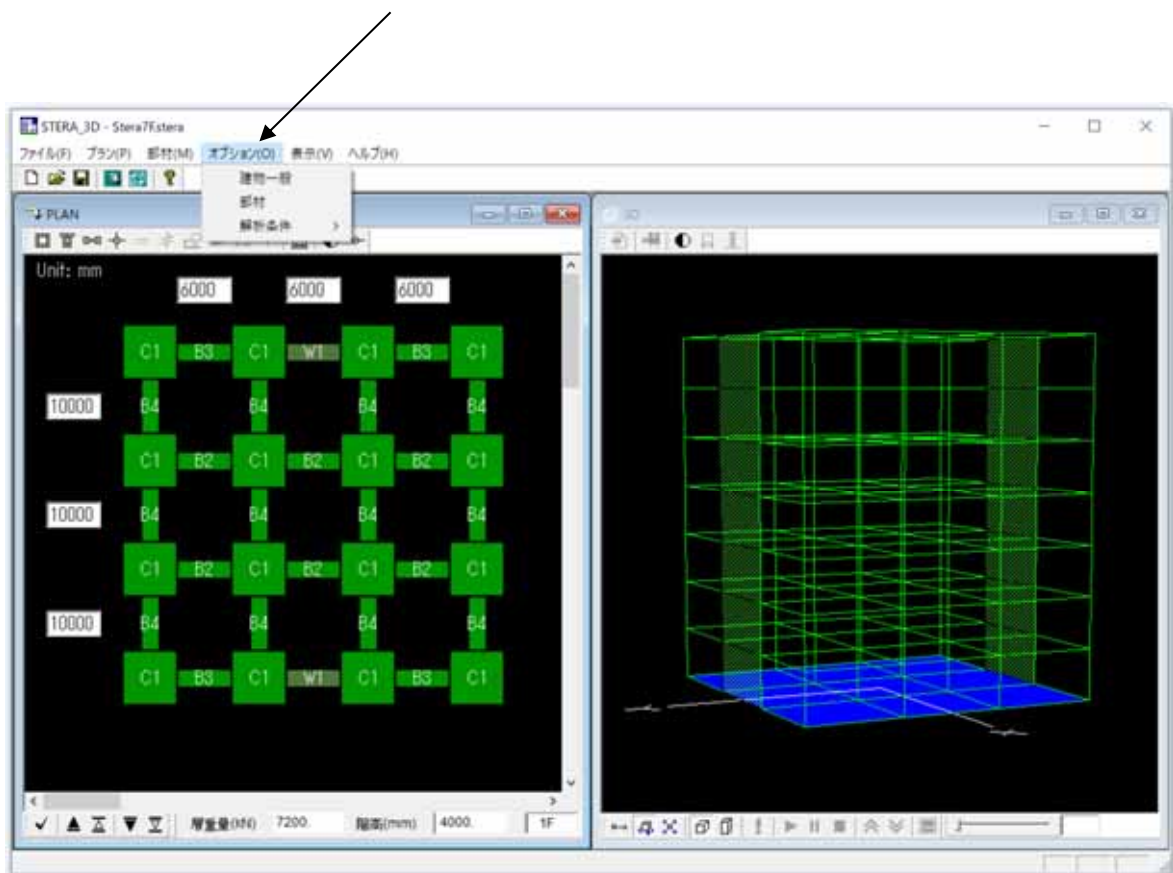 STERA_3D - Stera7F.stera
ファイル(F) プラン(P) 部材(M) オプション(O) 表示(V) ヘルプ(H)
建物一般
部材
解析条件
PLAN
3D
Unit: mm
6000 6000 6000
C1 B3 C1 W1 C1 B3 C1
10000 B4 B4 B4 B4
C1 B2 C1 B2 C1 B2 C1
10000 B4 B4 B4 B4
C1 B2 C1 B2 C1 B2 C1
10000 B4 B4 B4 B4
C1 B3 C1 W1 C1 B3 C1
層重量(kN) 7200. 階高(mm) 4000. 1F